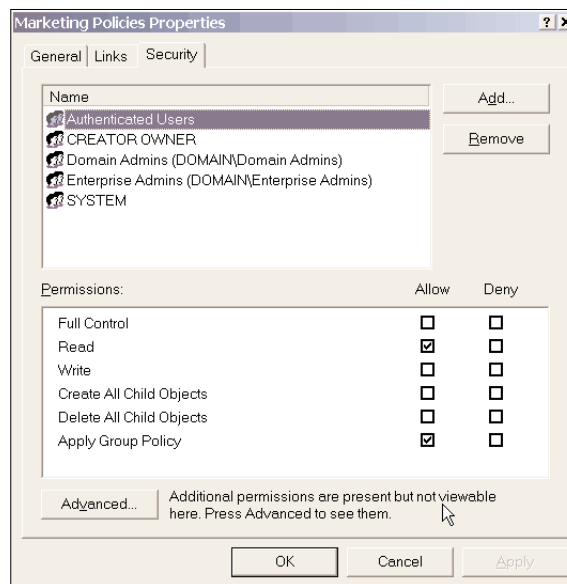 Marketing Policies Properties
General Links Security
Name
Authenticated Users
CREATOR OWNER
Domain Admins (DOMAIN\Domain Admins)
Enterprise Admins (DOMAIN\Enterprise Admins)
SYSTEM
Add...
Remove
Permissions: Allow Deny
Full Control
Read
Write
Create All Child Objects
Delete All Child Objects
Apply Group Policy
Advanced...
Additional permissions are present but not viewable
here. Press Advanced to see them.
OK Cancel Apply